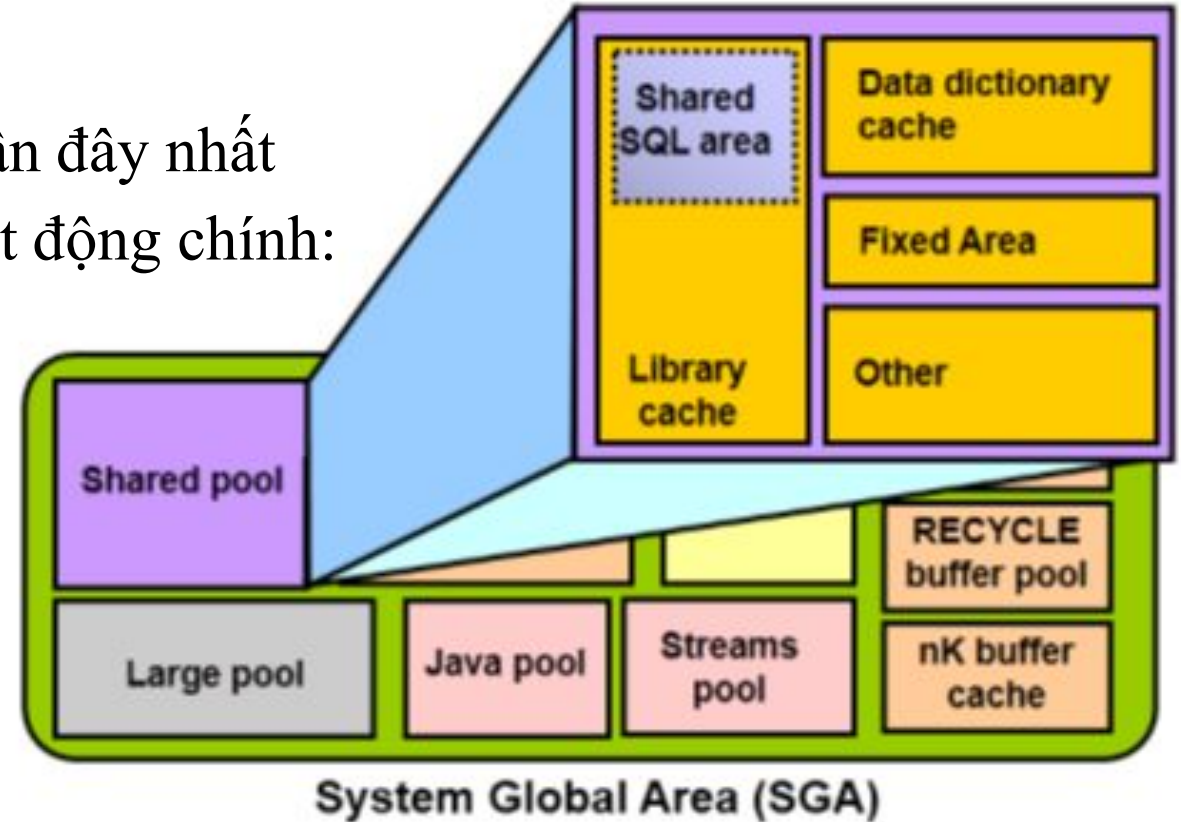 đây nhất
động chính:
Shared
SQL area
Library
cache
Data dictionary
cache
Fixed Area
Other
Shared pool
RECYCLE
buffer pool
Large pool
Java pool
Streams
pool
nK buffer
cache
System Global Area (SGA)